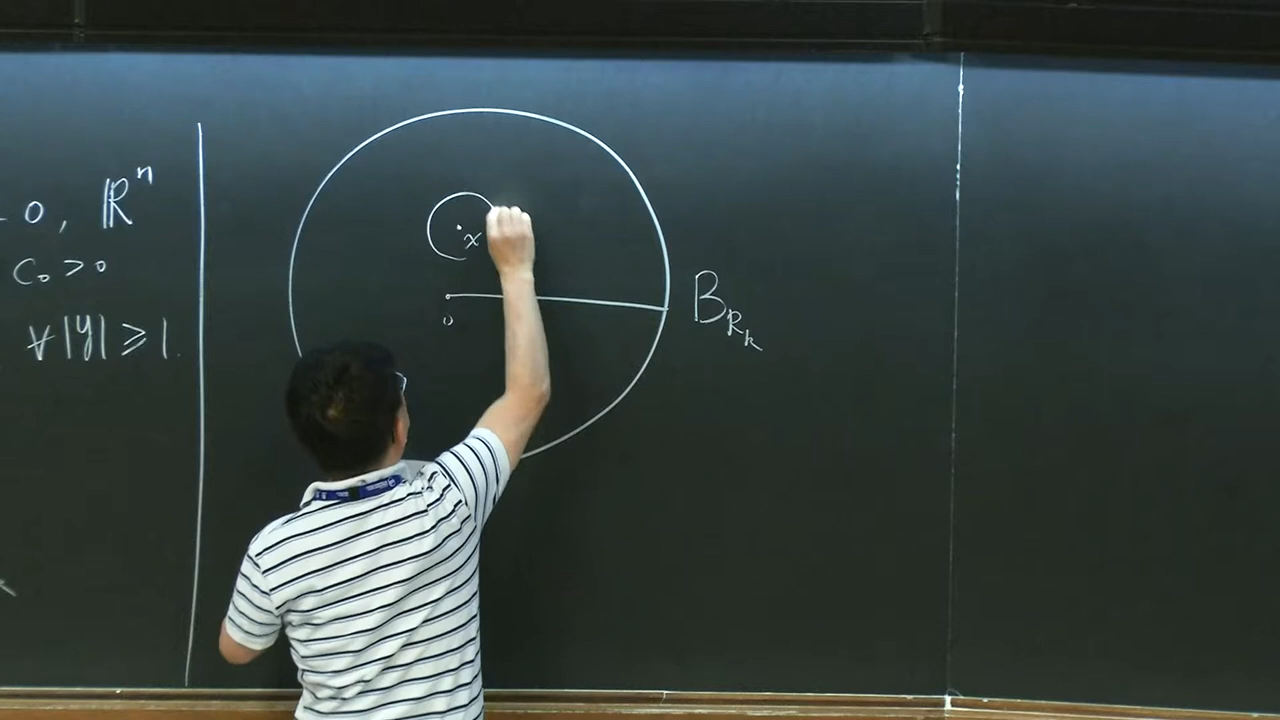 0, ℝⁿ
C₀ > 0
∀ |y| ≥ 1.
x
0
B_{R_k}